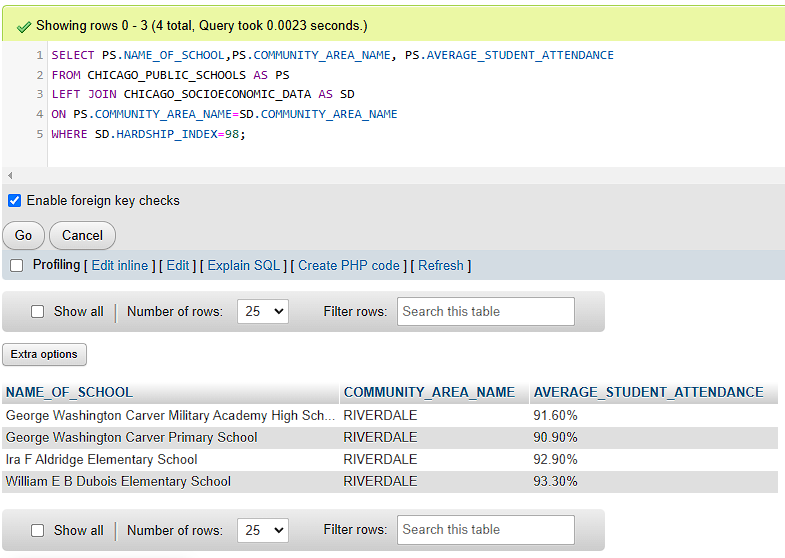 Showing rows 0 - 3 (4 total, Query took 0.0023 seconds.)
1 SELECT PS.NAME_OF_SCHOOL,PS.COMMUNITY_AREA_NAME, PS.AVERAGE_STUDENT_ATTENDANCE
2 FROM CHICAGO_PUBLIC_SCHOOLS AS PS
3 LEFT JOIN CHICAGO_SOCIOECONOMIC_DATA AS SD
4 ON PS.COMMUNITY_AREA_NAME=SD.COMMUNITY_AREA_NAME
5 WHERE SD.HARDSHIP_INDEX=98;
Enable foreign key checks
Go Cancel
Profiling [ Edit inline ] [ Edit ] [ Explain SQL ] [ Create PHP code ] [ Refresh ]
Show all Number of rows: 25 Filter rows: Search this table
Extra options
NAME_OF_SCHOOL COMMUNITY_AREA_NAME AVERAGE_STUDENT_ATTENDANCE
George Washington Carver Military Academy High Sch... RIVERDALE 91.60%
George Washington Carver Primary School RIVERDALE 90.90%
Ira F Aldridge Elementary School RIVERDALE 92.90%
William E B Dubois Elementary School RIVERDALE 93.30%
Show all Number of rows: 25 Filter rows: Search this table